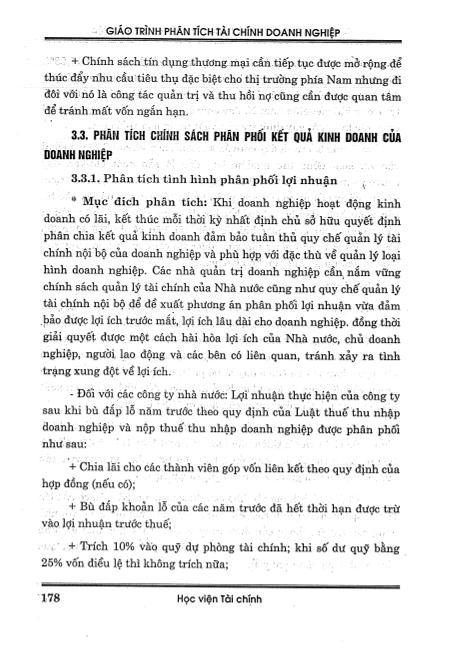 GIÁO TRÌNH PHÂN TÍCH TÀI CHÍNH DOANH NGHIỆP
+ Chính sách tín dụng thương mại cần tiếp tục được mở rộng để
thúc đẩy nhu cầu tiêu thụ đặc biệt cho thị trường phía Nam nhưng đi
đôi với nó là công tác quản trị và thu hồi nợ cũng cần được quan tâm
để tránh mất vốn ngắn hạn.
3.3. PHÂN TÍCH CHÍNH SÁCH PHÂN PHỐI KẾT QUẢ KINH DOANH CỦA
DOANH NGHIỆP
3.3.1. Phân tích tình hình phân phối lợi nhuận
* Mục đích phân tích: Khi doanh nghiệp hoạt động kinh
doanh có lãi, kết thúc mỗi thời kỳ nhất định chủ sở hữu quyết định
phân chia kết quả kinh doanh đảm bảo tuân thủ quy chế quản lý tài
chính nội bộ của doanh nghiệp và phù hợp với đặc thù về quản lý loại
hình doanh nghiệp. Các nhà quản trị doanh nghiệp cần nắm vững
chính sách quản lý tài chính của Nhà nước cũng như quy chế quản lý
tài chính nội bộ để đề xuất phương án phân phối lợi nhuận vừa đảm
bảo được lợi ích trước mắt, lợi ích lâu dài cho doanh nghiệp. đồng thời
giải quyết được một cách hài hòa lợi ích của Nhà nước, chủ doanh
nghiệp, người lao động và các bên có liên quan, tránh xảy ra tình
trạng xung đột về lợi ích.
- Đối với các công ty nhà nước: Lợi nhuận thực hiện của công ty
sau khi bù đắp lỗ năm trước theo quy định của Luật thuế thu nhập
doanh nghiệp và nộp thuế thu nhập doanh nghiệp được phân phối
như sau:
+ Chia lãi cho các thành viên góp vốn liên kết theo quy định của
hợp đồng (nếu có);
+ Bù đắp khoản lỗ của các năm trước đã hết thời hạn được trừ
vào lợi nhuận trước thuế;
+ Trích 10% vào quỹ dự phòng tài chính; khi số dư quỹ bằng
25% vốn điều lệ thì không trích nữa;
178 Học viện Tài chính